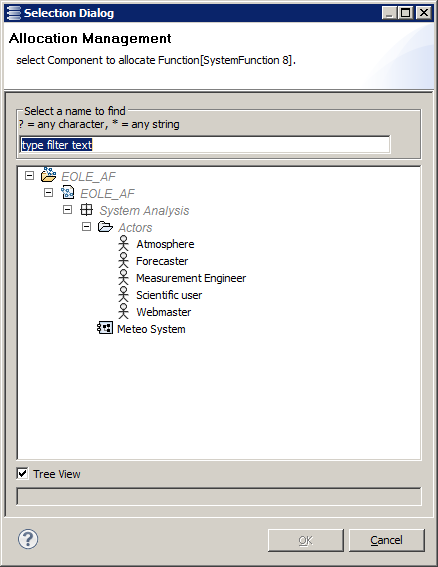 Selection Dialog
Allocation Management
select Component to allocate Function[SystemFunction 8].
Select a name to find
? = any character, * = any string
type filter text
EOLE_AF
EOLE_AF
System Analysis
Actors
Atmosphere
Forecaster
Measurement Engineer
Scientific user
Webmaster
Meteo System
Tree View
? OK Cancel